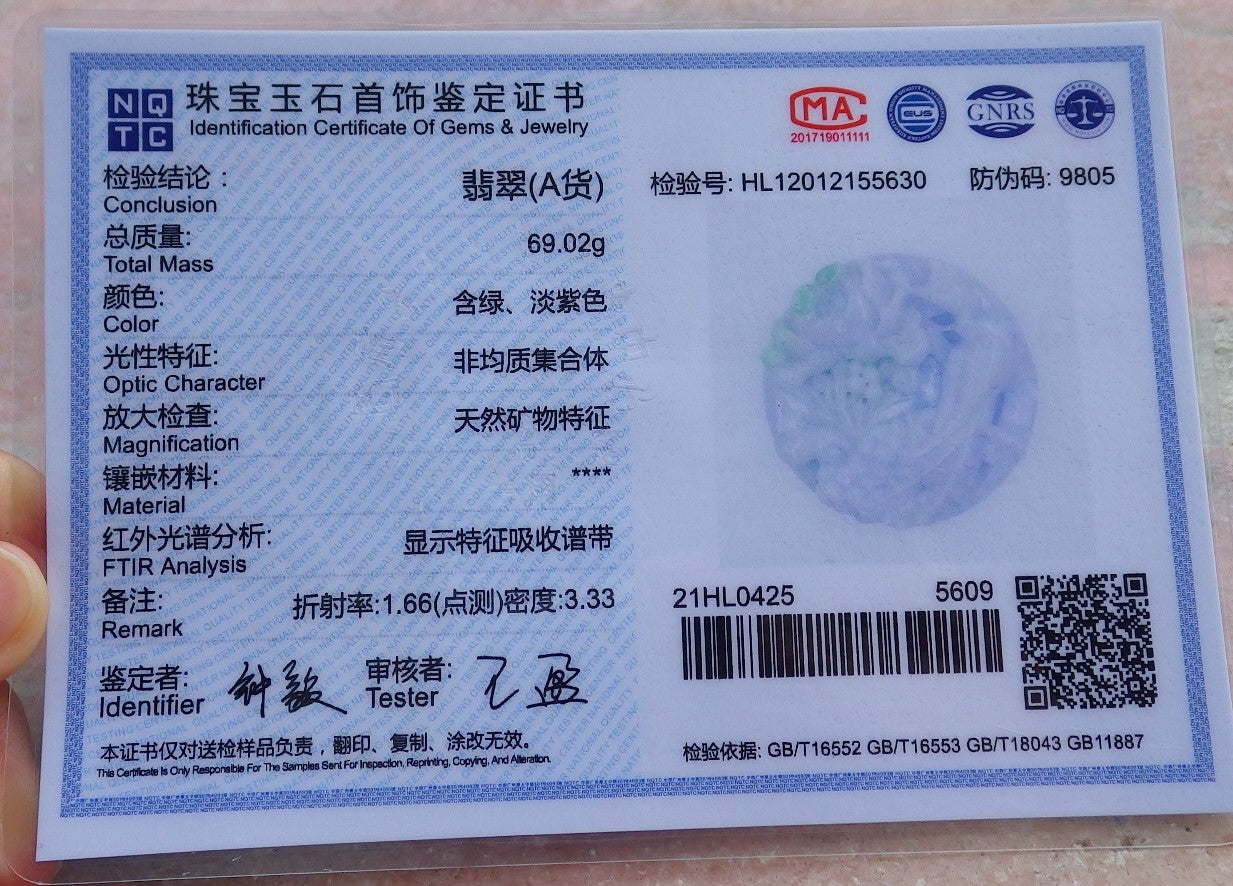 NQ
TC
珠宝玉石首饰鉴定证书
Identification Certificate Of Gems & Jewelry
检验结论：
翡翠(A货)
Conclusion
总质量:
69.02g
Total Mass
颜色:
含绿、淡紫色
Color
光性特征:
非均质集合体
Optic Character
放大检查:
天然矿物特征
Magnification
镶嵌材料:
****
Material
红外光谱分析:
显示特征吸收谱带
FTIR Analysis
备注:
折射率:1.66(点测)密度:3.33
Remark
鉴定者:
Identifier
审核者:
Tester
本证书仅对送检样品负责，翻印、复制、涂改无效。
This Certificate Is Only Responsible For The Samples Sent For Inspection, Reprinting, Copying, And Alteration.
MA
201719011111
GNRS
检验号: HL12012155630
防伪码: 9805
21HL0425
5609
检验依据: GB/T16552 GB/T16553 GB/T18043 GB11887